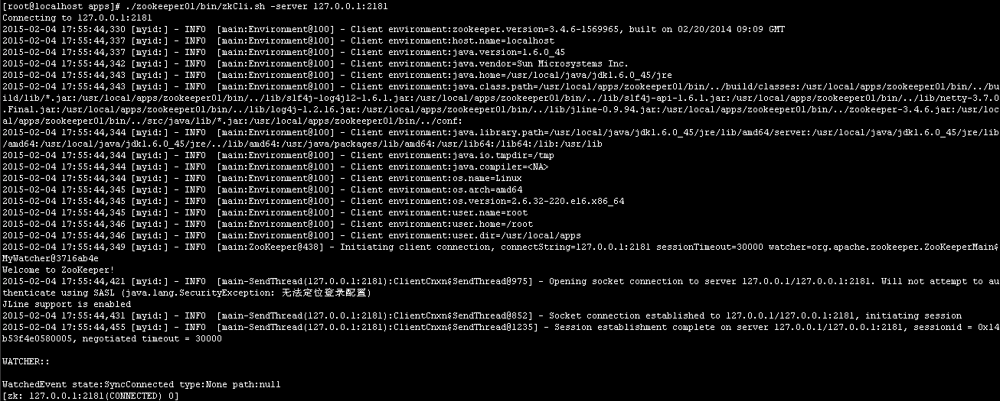 [root@localhost apps]# ./zookeeper01/bin/zkCli.sh -server 127.0.0.1:2181
Connecting to 127.0.0.1:2181
2015-02-04 17:55:44,330 [myid:] - INFO  [main:Environment@100] - Client environment:zookeeper.version=3.4.6-1569965, built on 02/20/2014 09:09 GMT
2015-02-04 17:55:44,337 [myid:] - INFO  [main:Environment@100] - Client environment:host.name=localhost
2015-02-04 17:55:44,337 [myid:] - INFO  [main:Environment@100] - Client environment:java.version=1.6.0_45
2015-02-04 17:55:44,342 [myid:] - INFO  [main:Environment@100] - Client environment:java.vendor=Sun Microsystems Inc.
2015-02-04 17:55:44,343 [myid:] - INFO  [main:Environment@100] - Client environment:java.home=/usr/local/java/jdk1.6.0_45/jre
2015-02-04 17:55:44,343 [myid:] - INFO  [main:Environment@100] - Client environment:java.class.path=/usr/local/apps/zookeeper01/bin/../build/classes:/usr/local/apps/zookeeper01/bin/../bu
ild/lib/*.jar:/usr/local/apps/zookeeper01/bin/../lib/slf4j-log4j12-1.6.1.jar:/usr/local/apps/zookeeper01/bin/../lib/slf4j-api-1.6.1.jar:/usr/local/apps/zookeeper01/bin/../lib/netty-3.7.0
.Final.jar:/usr/local/apps/zookeeper01/bin/../lib/log4j-1.2.16.jar:/usr/local/apps/zookeeper01/bin/../lib/jline-0.9.94.jar:/usr/local/apps/zookeeper01/bin/../zookeeper-3.4.6.jar:/usr/loc
al/apps/zookeeper01/bin/../src/java/lib/*.jar:/usr/local/apps/zookeeper01/bin/../conf:
2015-02-04 17:55:44,344 [myid:] - INFO  [main:Environment@100] - Client environment:java.library.path=/usr/local/java/jdk1.6.0_45/jre/lib/amd64/server:/usr/local/java/jdk1.6.0_45/jre/lib
/amd64:/usr/local/java/jdk1.6.0_45/jre/../lib/amd64:/usr/java/packages/lib/amd64:/usr/lib64:/lib64:/lib:/usr/lib
2015-02-04 17:55:44,344 [myid:] - INFO  [main:Environment@100] - Client environment:java.io.tmpdir=/tmp
2015-02-04 17:55:44,344 [myid:] - INFO  [main:Environment@100] - Client environment:java.compiler=<NA>
2015-02-04 17:55:44,344 [myid:] - INFO  [main:Environment@100] - Client environment:os.name=Linux
2015-02-04 17:55:44,345 [myid:] - INFO  [main:Environment@100] - Client environment:os.arch=amd64
2015-02-04 17:55:44,345 [myid:] - INFO  [main:Environment@100] - Client environment:os.version=2.6.32-220.el6.x86_64
2015-02-04 17:55:44,345 [myid:] - INFO  [main:Environment@100] - Client environment:user.name=root
2015-02-04 17:55:44,346 [myid:] - INFO  [main:Environment@100] - Client environment:user.home=/root
2015-02-04 17:55:44,346 [myid:] - INFO  [main:Environment@100] - Client environment:user.dir=/usr/local/apps
2015-02-04 17:55:44,349 [myid:] - INFO  [main:ZooKeeper@438] - Initiating client connection, connectString=127.0.0.1:2181 sessionTimeout=30000 watcher=org.apache.zookeeper.ZooKeeperMain$
MyWatcher@3716ab4e
Welcome to ZooKeeper!
2015-02-04 17:55:44,421 [myid:] - INFO  [main-SendThread(127.0.0.1:2181):ClientCnxn$SendThread@975] - Opening socket connection to server 127.0.0.1/127.0.0.1:2181. Will not attempt to au
thenticate using SASL (java.lang.SecurityException: 无法定位登录配置)
JLine support is enabled
2015-02-04 17:55:44,431 [myid:] - INFO  [main-SendThread(127.0.0.1:2181):ClientCnxn$SendThread@852] - Socket connection established to 127.0.0.1/127.0.0.1:2181, initiating session
2015-02-04 17:55:44,455 [myid:] - INFO  [main-SendThread(127.0.0.1:2181):ClientCnxn$SendThread@1235] - Session establishment complete on server 127.0.0.1/127.0.0.1:2181, sessionid = 0x14
b53f4e0580005, negotiated timeout = 30000
WATCHER::
WatchedEvent state:SyncConnected type:None path:null
[zk: 127.0.0.1:2181(CONNECTED) 0]